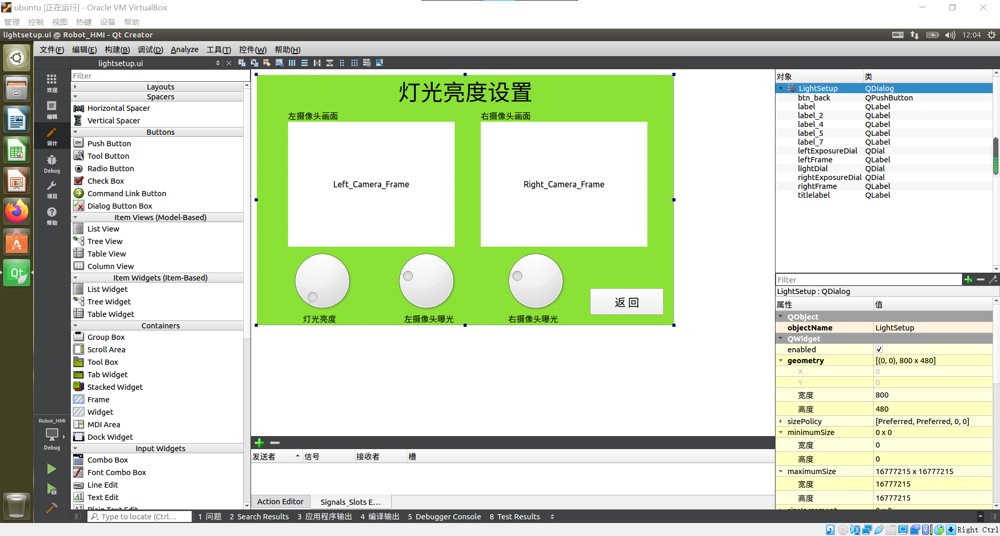 ubuntu [正在运行] - Oracle VM VirtualBox
管理 控制 视图 热键 设备 帮助
lightsetup.ui @ Robot_HMI - Qt Creator
12:04
文件(F) 编辑(E) 构建(B) 调试(D) Analyze 工具(T) 控件(W) 帮助(H)
lightsetup.ui
欢迎
编辑
设计
Debug
项目
帮助
Robot_HMI
Debug
Filter
Layouts
Spacers
Horizontal Spacer
Vertical Spacer
Buttons
Push Button
Tool Button
Radio Button
Check Box
Command Link Button
Dialog Button Box
Item Views (Model-Based)
List View
Tree View
Table View
Column View
Item Widgets (Item-Based)
List Widget
Tree Widget
Table Widget
Containers
Group Box
Scroll Area
Tool Box
Tab Widget
Stacked Widget
Frame
Widget
MDI Area
Dock Widget
Input Widgets
Combo Box
Font Combo Box
Line Edit
Text Edit
Plain Text Edit
灯光亮度设置
左摄像头画面 右摄像头画面
Left_Camera_Frame Right_Camera_Frame
返 回
灯光亮度 左摄像头曝光 右摄像头曝光
发送者 信号 接收者 槽
Action Editor Signals_Slots E...
对象 类
LightSetup QDialog
btn_back QPushButton
label QLabel
label_2 QLabel
label_4 QLabel
label_5 QLabel
label_7 QLabel
leftExposureDial QDial
leftFrame QLabel
lightDial QDial
rightExposureDial QDial
rightFrame QLabel
titlelabel QLabel
Filter
LightSetup : QDialog
属性 值
QObject
objectName LightSetup
QWidget
enabled
geometry [(0, 0), 800 x 480]
X 0
Y 0
宽度 800
高度 480
sizePolicy [Preferred, Preferred, 0, 0]
minimumSize 0 x 0
宽度 0
高度 0
maximumSize 16777215 x 16777215
宽度 16777215
高度 16777215
sizeIncrement 0 x 0
Type to locate (Ctrl... 1 问题 2 Search Results 3 应用程序输出 4 编译输出 5 Debugger Console 8 Test Results
Right Ctrl